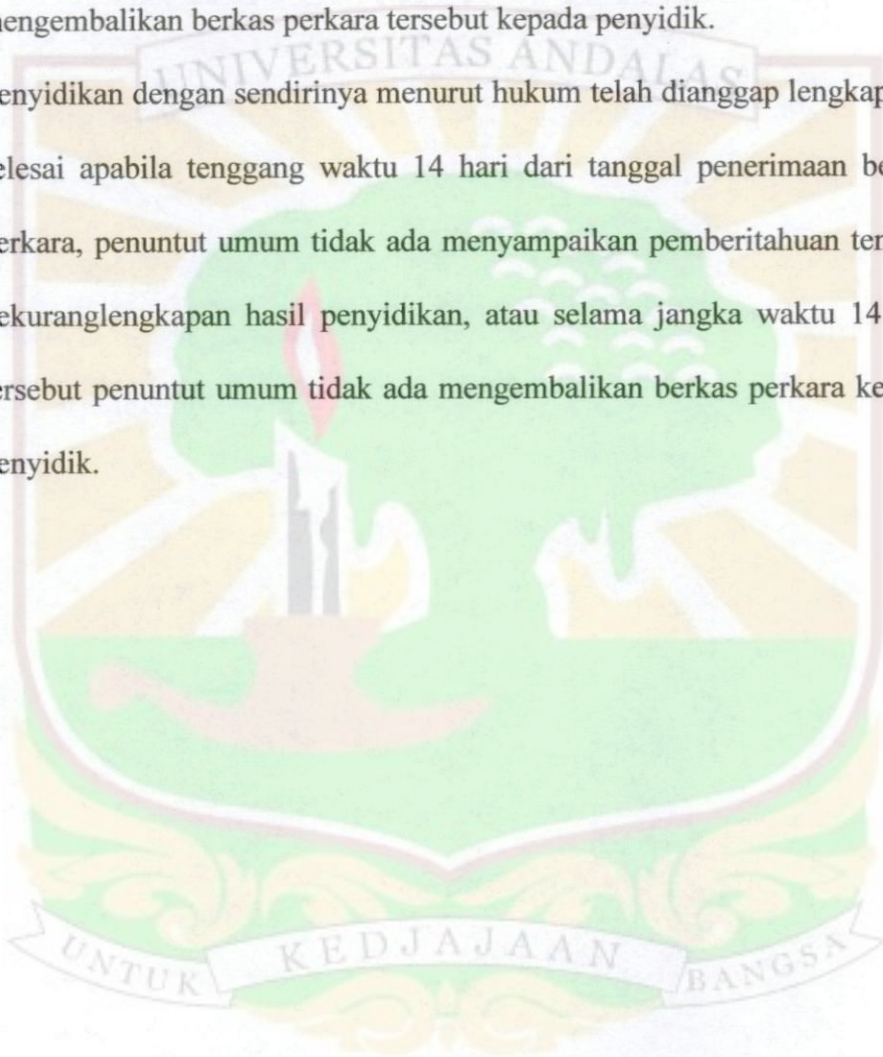 mengembalikan berkas perkara tersebut kepada penyidik.
UNIVERSITAS ANDALAS
enyidikan dengan sendirinya menurut hukum telah dianggap lengkap
elesai apabila tenggang waktu 14 hari dari tanggal penerimaan be
erkara, penuntut umum tidak ada menyampaikan pemberitahuan ten
ekuranglengkapan hasil penyidikan, atau selama jangka waktu 14
ersebut penuntut umum tidak ada mengembalikan berkas perkara ke
enyidik.
UNTUK KEDJAJAAN BANGSA